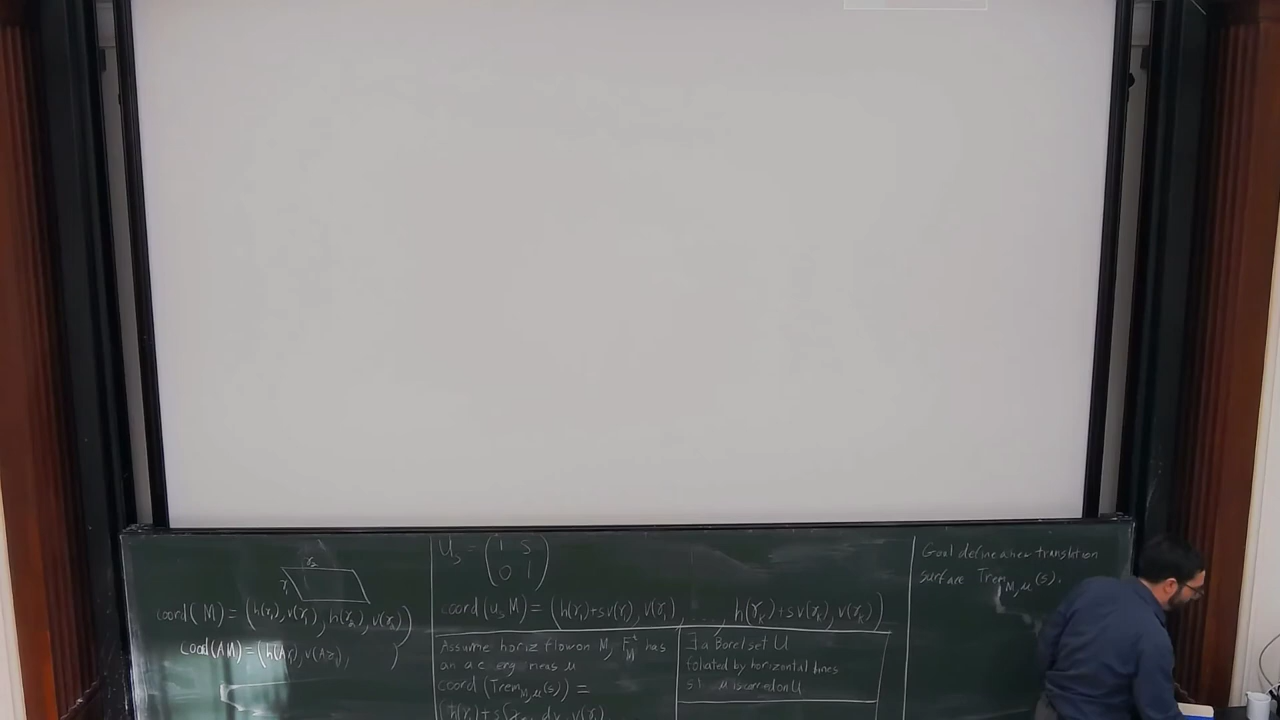 γ₂
γ₁
coord(M) = (h(γ₁), v(γ₁), h(γ₂), v(γ₂))
coord(AM) = (h(Aγ₁), v(Aγ₁), )
U_s = (1 s
0 1)
coord(u_s M) = (h(γ₁)+sv(γ₁), v(γ₁), ..., h(γ_k)+sv(γ_k), v(γ_k))
Assume horiz flow on M, F_M^t has
an ac erg meas μ
coord(Trem_{M,μ}(s)) =
∃ a Borel set U
foliated by horizontal lines
st μ is carried on U
Goal define a new translation
surface Trem_{M,μ}(s).